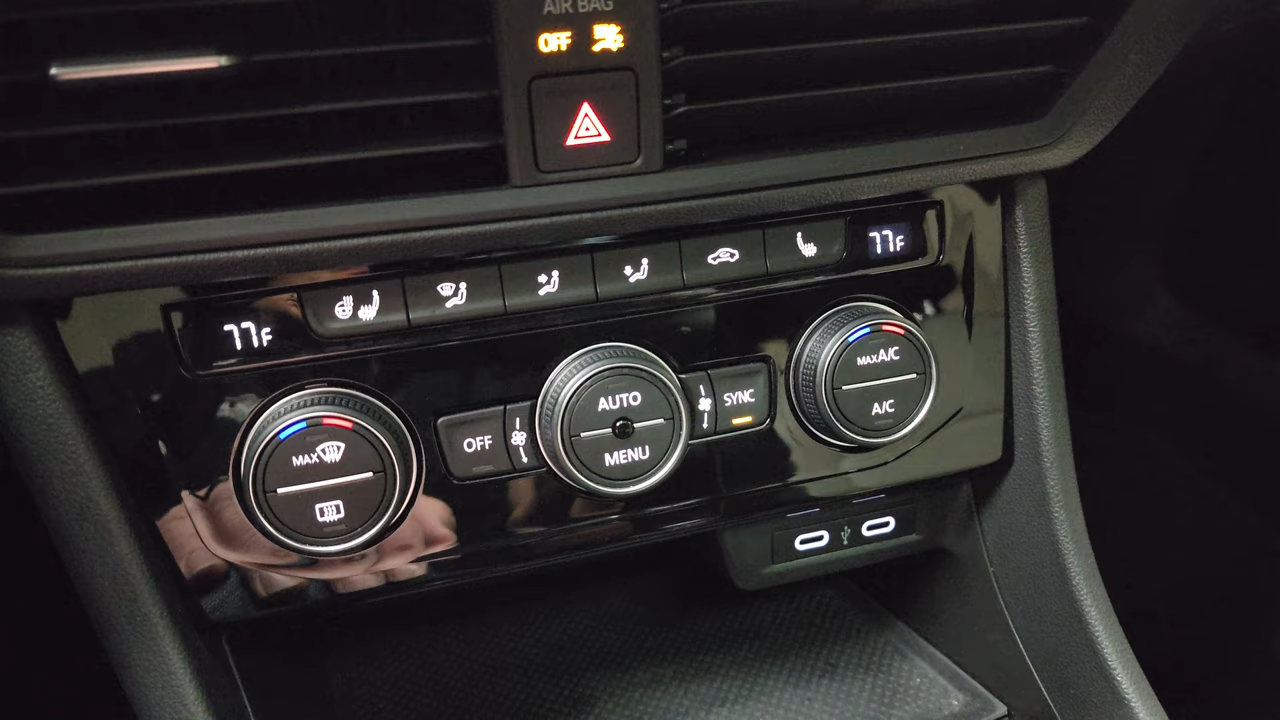 AIR BAG
OFF
77F
77F
MAX A/C
A/C
AUTO
MENU
SYNC
OFF
MAX